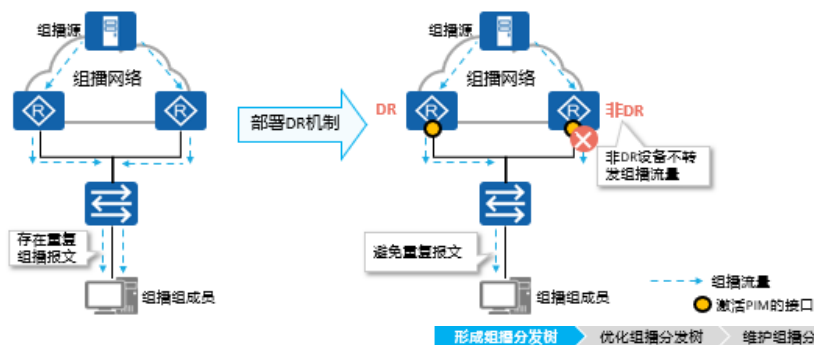 组播源
组播网络
R
R
存在重复
组播报文
组播组成员
部署DR机制
组播源
组播网络
DR
R
R
非DR
非DR设备不转
发组播流量
避免重复报文
组播组成员
组播流量
激活PIM的接口
形成组播分发树
优化组播分发树
维护组播分